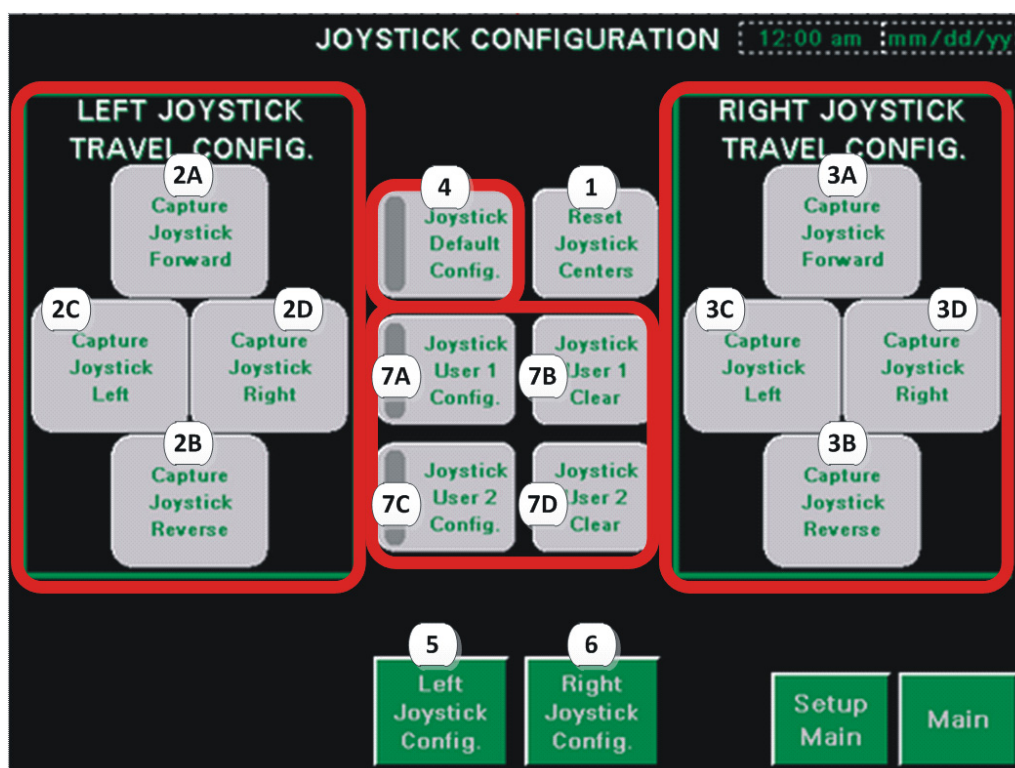 JOYSTICK CONFIGURATION 12:00 am mm/dd/yy
LEFT JOYSTICK
TRAVEL CONFIG.
2A
Capture
Joystick
Forward
2C
Capture
Joystick
Left
2D
Capture
Joystick
Right
2B
Capture
Joystick
Reverse
4
Joystick
Default
Config.
1
Reset
Joystick
Centers
7A
Joystick
User 1
Config.
7B
Joystick
User 1
Clear
7C
Joystick
User 2
Config.
7D
Joystick
User 2
Clear
RIGHT JOYSTICK
TRAVEL CONFIG.
3A
Capture
Joystick
Forward
3C
Capture
Joystick
Left
3D
Capture
Joystick
Right
3B
Capture
Joystick
Reverse
5
Left
Joystick
Config.
6
Right
Joystick
Config.
Setup
Main
Main